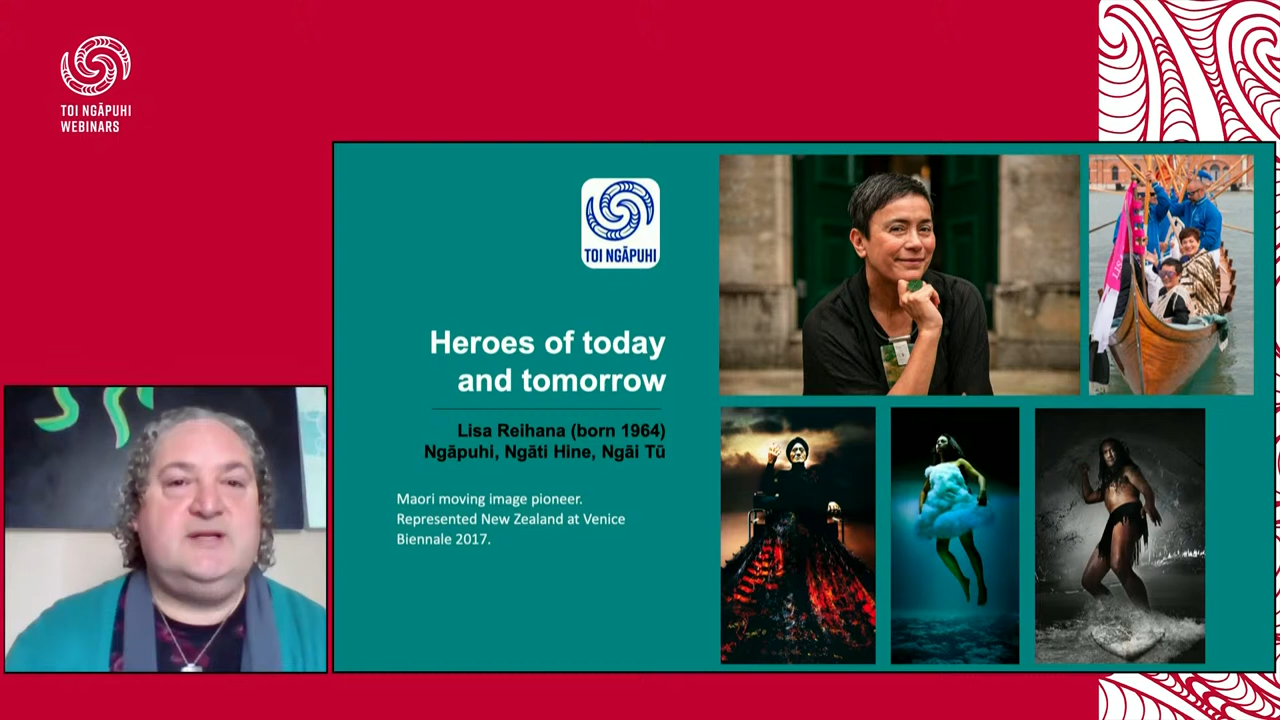 TOI NGĀPUHI
WEBINARS
TOI NGĀPUHI
Heroes of today
and tomorrow
Lisa Reihana (born 1964)
Ngāpuhi, Ngāti Hine, Ngāi Tū
Maori moving image pioneer.
Represented New Zealand at Venice
Biennale 2017.
LISA